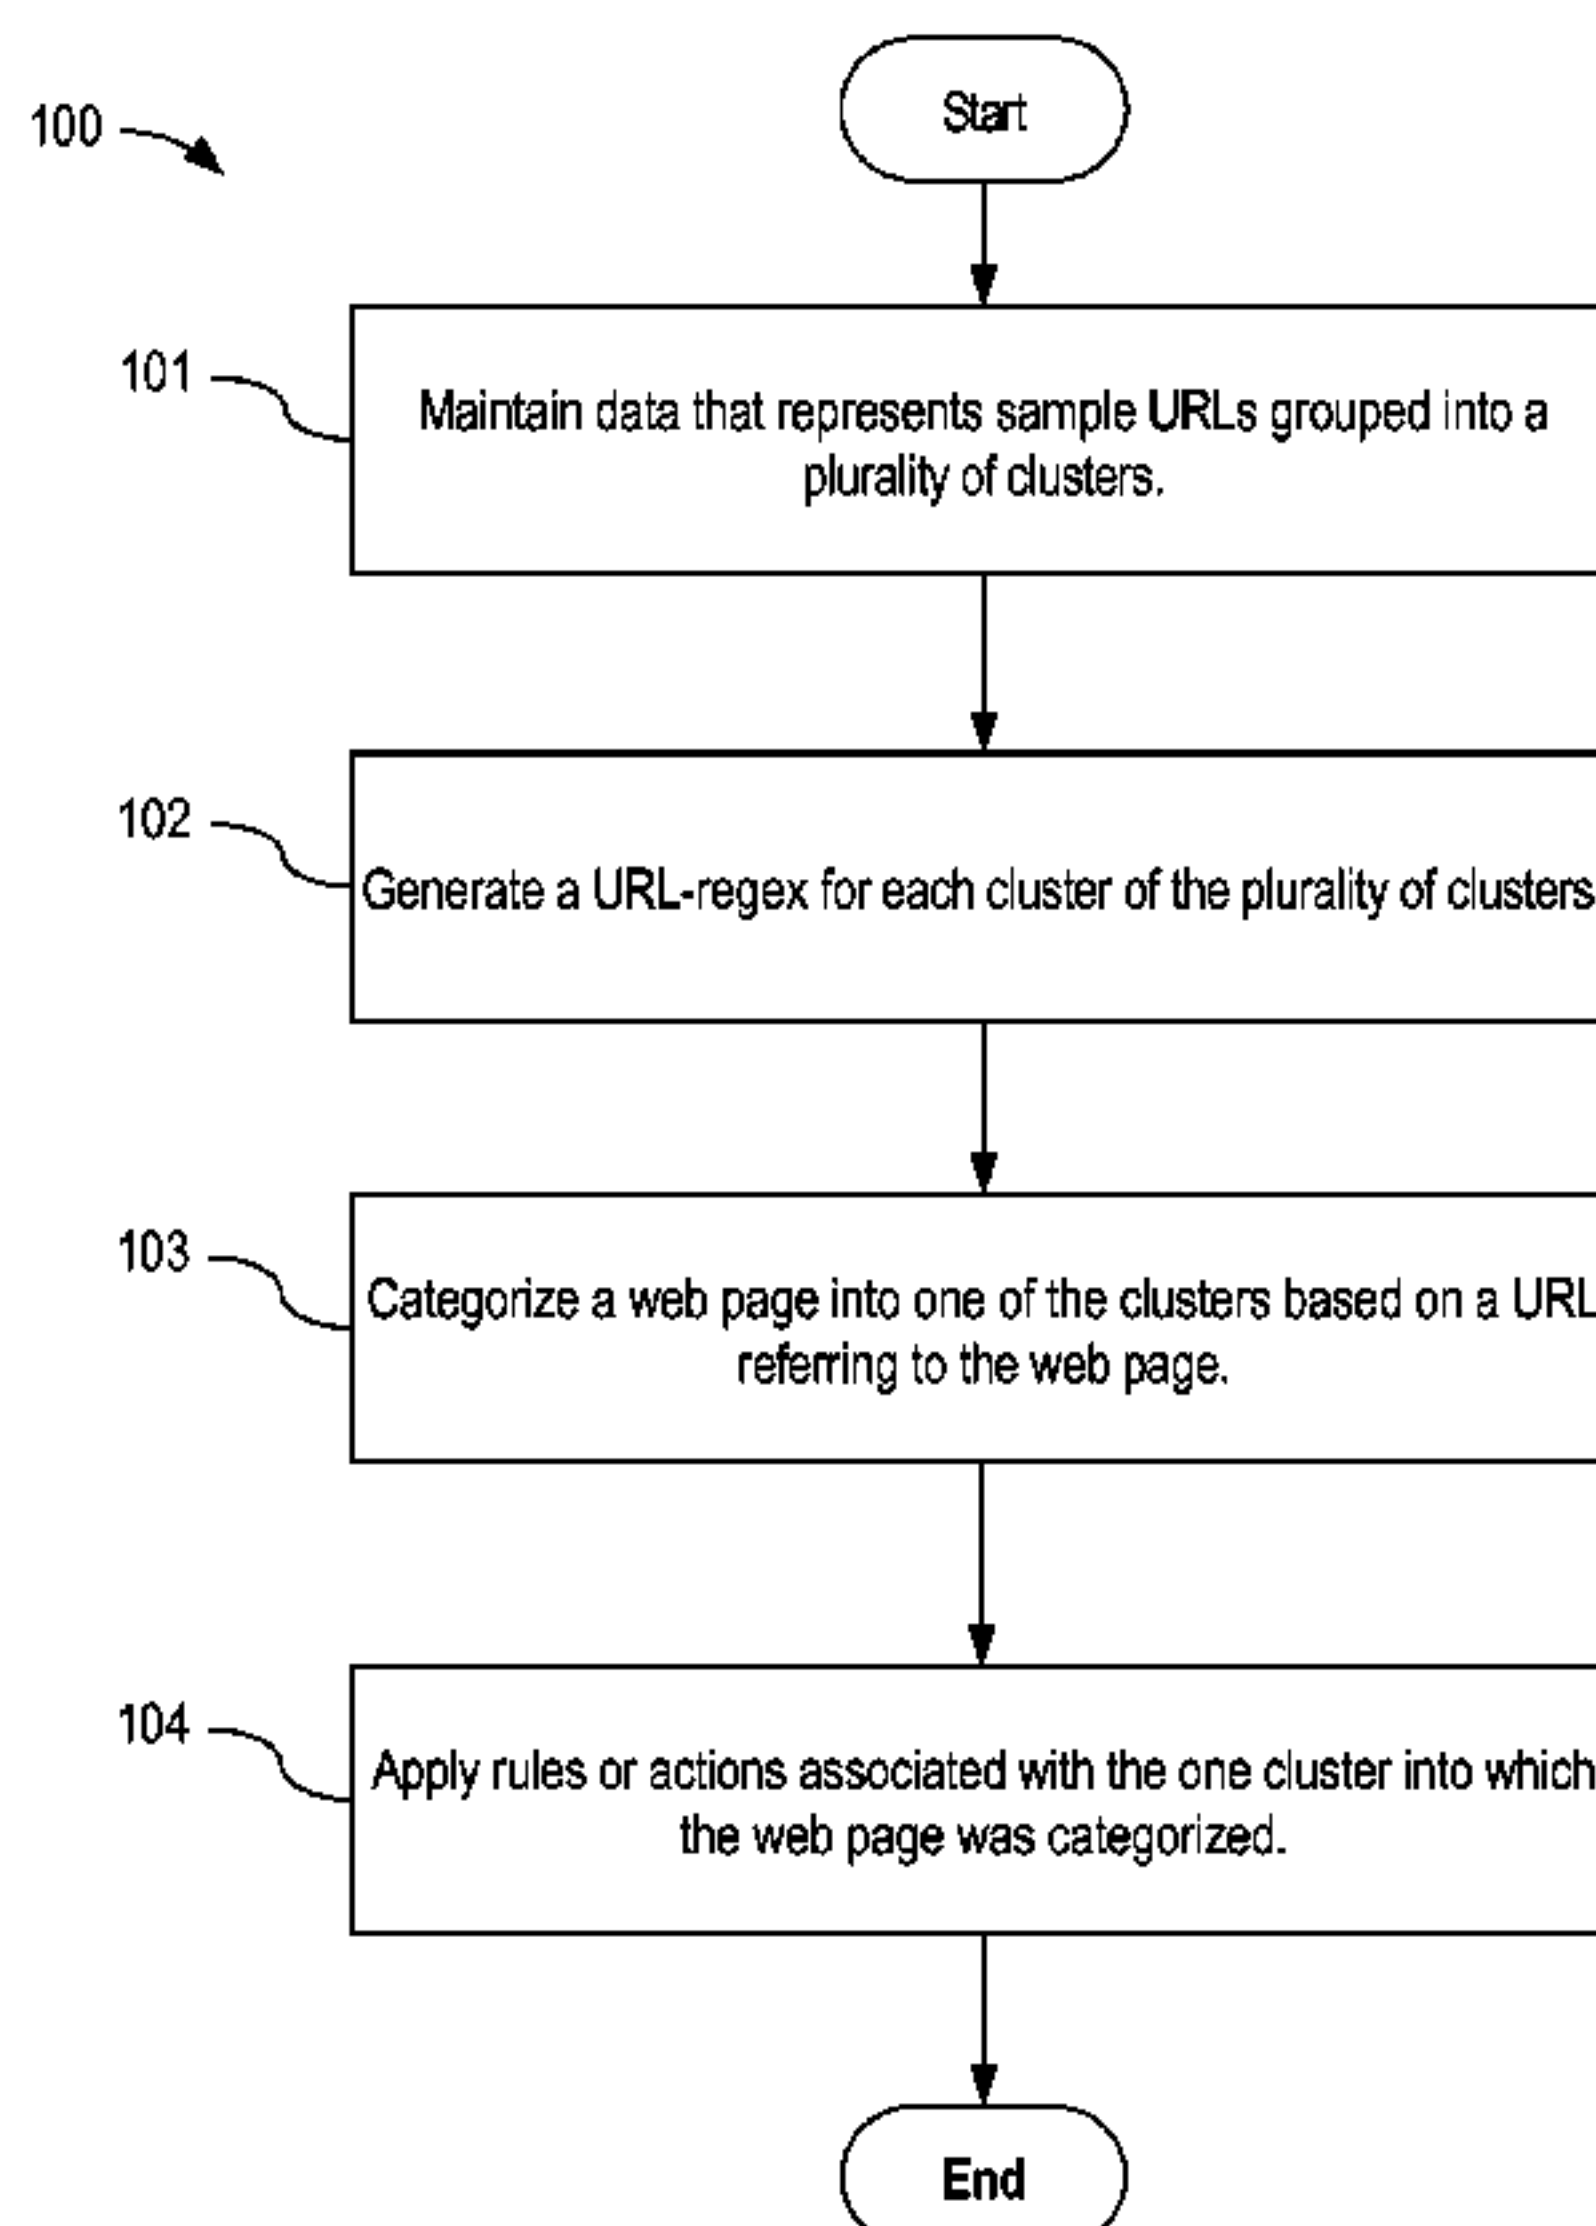 100
Start
101
Maintain data that represents sample URLs grouped into a
plurality of clusters.
102
Generate a URL-regex for each cluster of the plurality of clusters
103
Categorize a web page into one of the clusters based on a URL
referring to the web page.
104
Apply rules or actions associated with the one cluster into which
the web page was categorized.
End